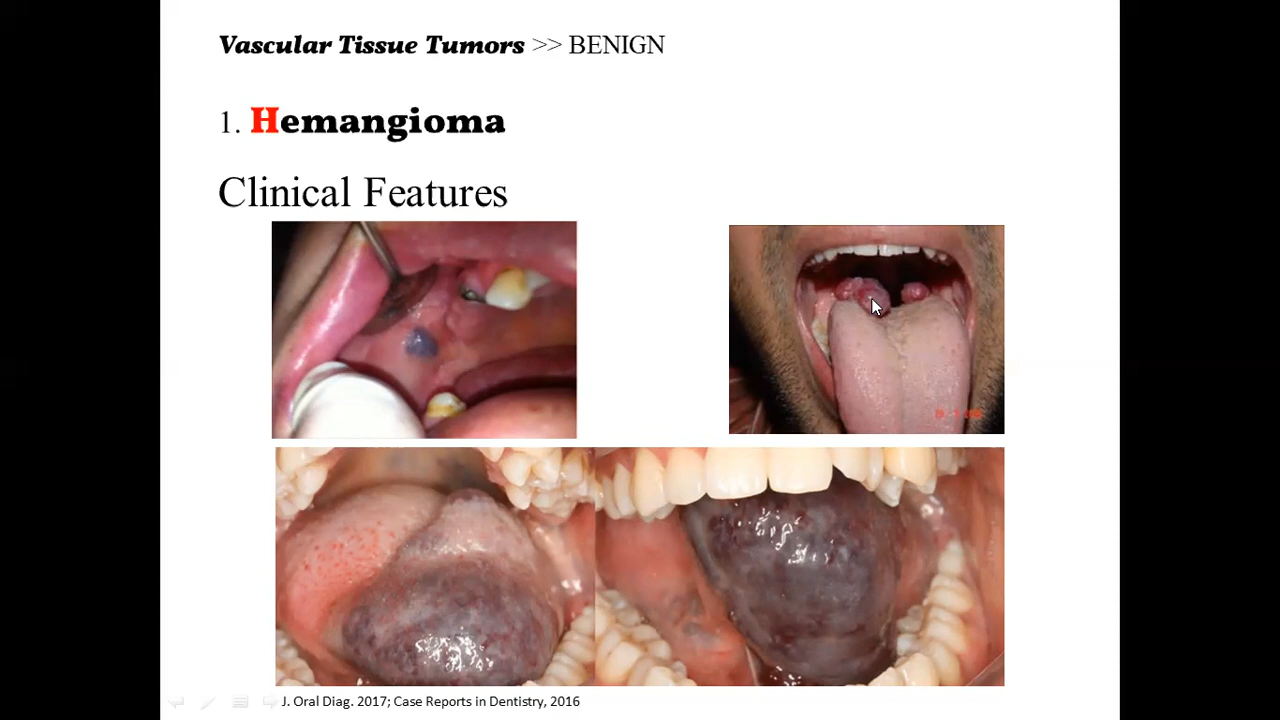 Vascular Tissue Tumors >> BENIGN
1. Hemangioma
Clinical Features
J. Oral Diag. 2017; Case Reports in Dentistry, 2016